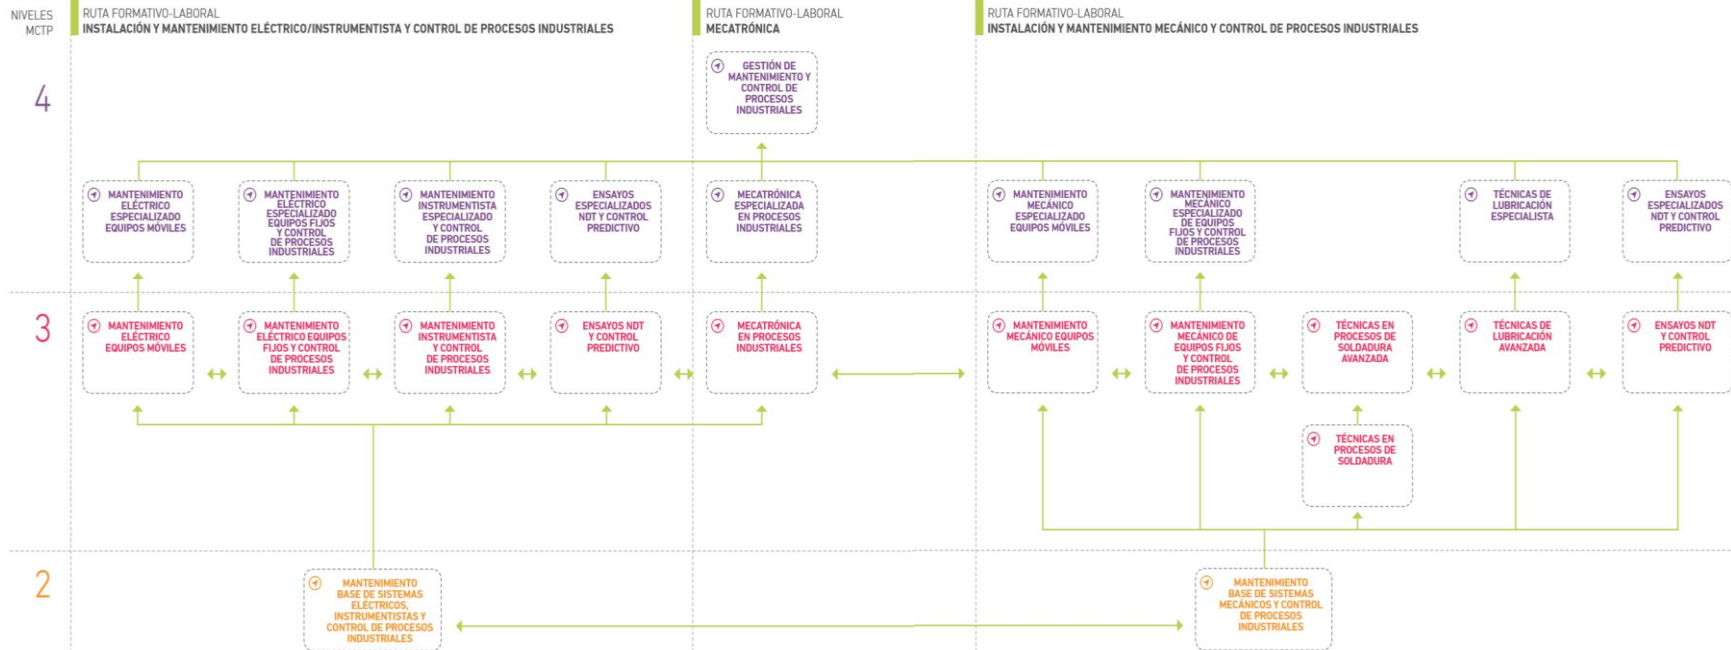 NIVELES
MCTP
RUTA FORMATIVO-LABORAL
INSTALACIÓN Y MANTENIMIENTO ELÉCTRICO/INSTRUMENTISTA Y CONTROL DE PROCESOS INDUSTRIALES
RUTA FORMATIVO-LABORAL
MECATRÓNICA
RUTA FORMATIVO-LABORAL
INSTALACIÓN Y MANTENIMIENTO MECÁNICO Y CONTROL DE PROCESOS INDUSTRIALES
4
GESTIÓN DE
MANTENIMIENTO Y
CONTROL DE
PROCESOS
INDUSTRIALES
MANTENIMIENTO
ELÉCTRICO
ESPECIALIZADO
EQUIPOS MÓVILES
MANTENIMIENTO
ELÉCTRICO
ESPECIALIZADO
EQUIPOS FIJOS
Y CONTROL
DE PROCESOS
INDUSTRIALES
MANTENIMIENTO
INSTRUMENTISTA
ESPECIALIZADO
Y CONTROL
DE PROCESOS
INDUSTRIALES
ENSAYOS
ESPECIALIZADOS
NDT Y CONTROL
PREDICTIVO
MECATRÓNICA
ESPECIALIZADA
EN PROCESOS
INDUSTRIALES
MANTENIMIENTO
MECÁNICO
ESPECIALIZADO
EQUIPOS MÓVILES
MANTENIMIENTO
MECÁNICO
ESPECIALIZADO
DE EQUIPOS
FIJOS Y CONTROL
DE PROCESOS
INDUSTRIALES
TÉCNICAS DE
LUBRICACIÓN
ESPECIALISTA
ENSAYOS
ESPECIALIZADOS
NDT Y CONTROL
PREDICTIVO
3
MANTENIMIENTO
ELÉCTRICO
EQUIPOS MÓVILES
MANTENIMIENTO
ELÉCTRICO EQUIPOS
FIJOS Y CONTROL
DE PROCESOS
INDUSTRIALES
MANTENIMIENTO
INSTRUMENTISTA
Y CONTROL
DE PROCESOS
INDUSTRIALES
ENSAYOS NDT
Y CONTROL
PREDICTIVO
MECATRÓNICA
EN PROCESOS
INDUSTRIALES
MANTENIMIENTO
MECÁNICO EQUIPOS
MÓVILES
MANTENIMIENTO
MECÁNICO DE
EQUIPOS FIJOS
Y CONTROL
DE PROCESOS
INDUSTRIALES
TÉCNICAS EN
PROCESOS DE
SOLDADURA
AVANZADA
TÉCNICAS DE
LUBRICACIÓN
AVANZADA
ENSAYOS NDT
Y CONTROL
PREDICTIVO
TÉCNICAS EN
PROCESOS DE
SOLDADURA
2
MANTENIMIENTO
BASE DE SISTEMAS
ELÉCTRICOS,
INSTRUMENTISTAS Y
CONTROL DE PROCESOS
INDUSTRIALES
MANTENIMIENTO
BASE DE SISTEMAS
MECÁNICOS Y CONTROL
DE PROCESOS
INDUSTRIALES